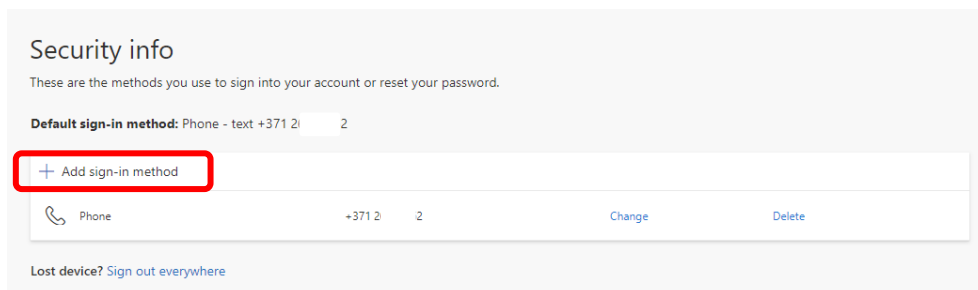 Security info
These are the methods you use to sign into your account or reset your password.
Default sign-in method: Phone - text +371 2 2
Add sign-in method
Phone +371 2 2 Change Delete
Lost device? Sign out everywhere